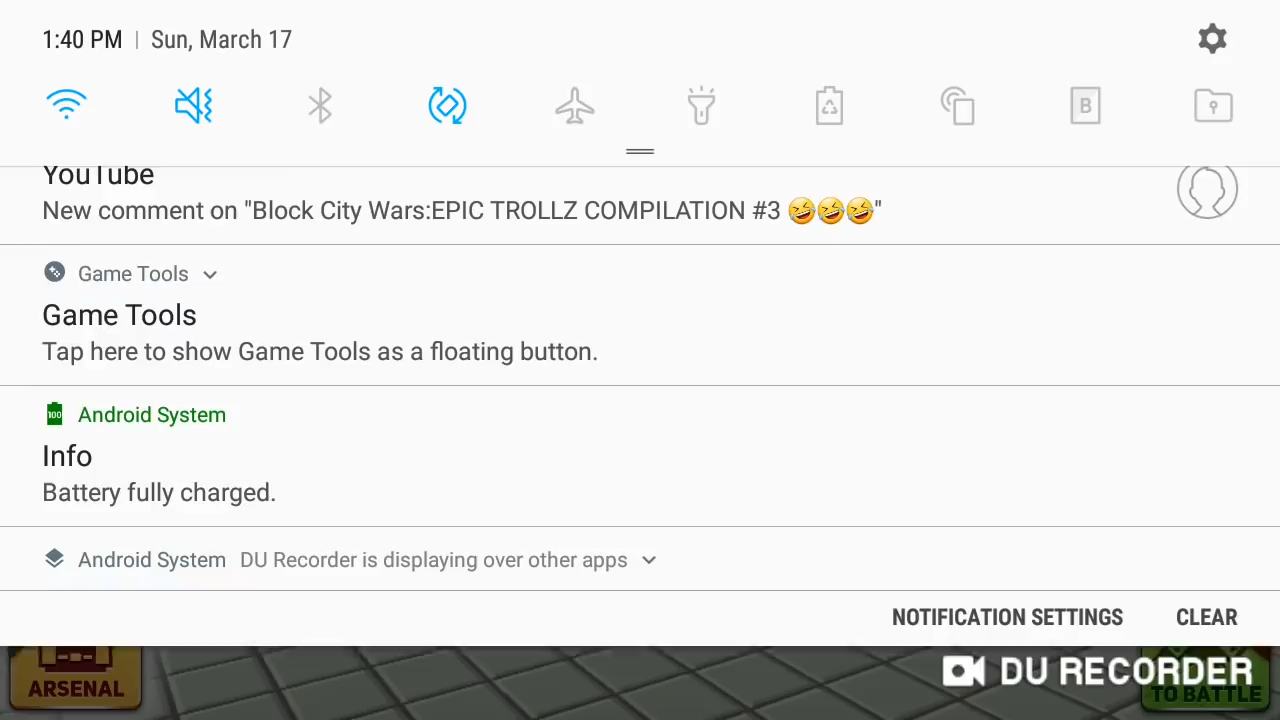 1:40 PM | Sun, March 17
B
YouTube
New comment on "Block City Wars:EPIC TROLLZ COMPILATION #3 🤣🤣🤣"
Game Tools
Game Tools
Tap here to show Game Tools as a floating button.
100 Android System
Info
Battery fully charged.
Android System DU Recorder is displaying over other apps
NOTIFICATION SETTINGS CLEAR
ARSENAL
DU RECORDER
TO BATTLE